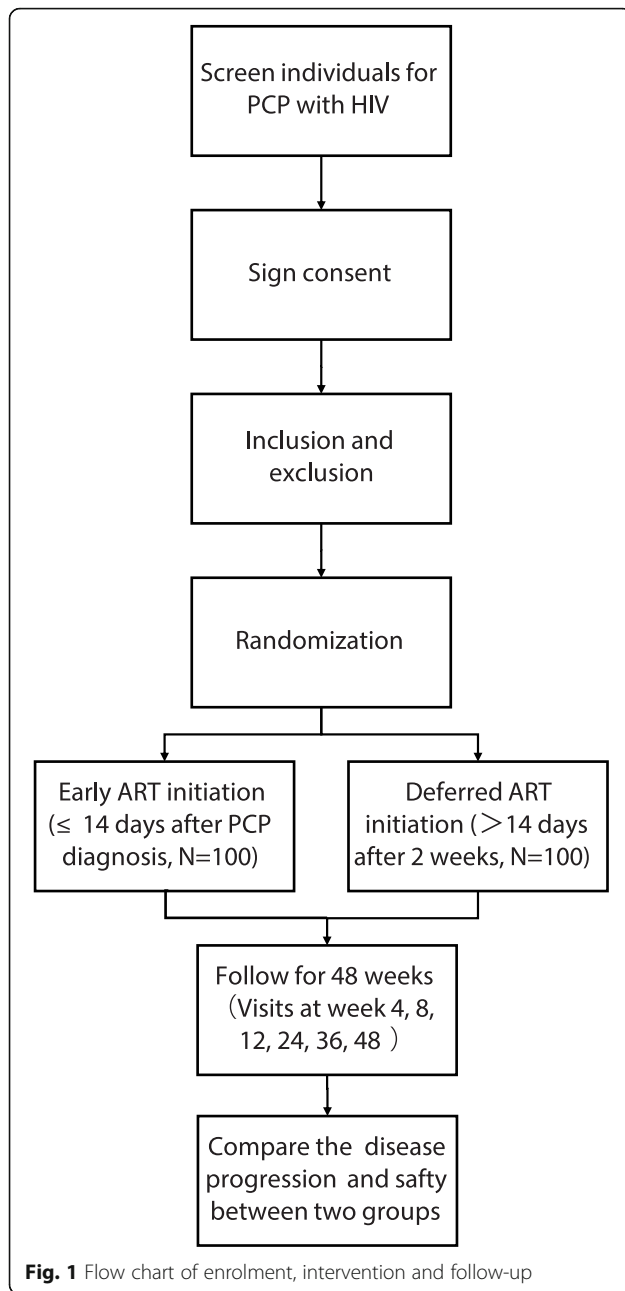 Screen individuals for
PCP with HIV
Sign consent
Inclusion and
exclusion
Randomization
Early ART initiation
(≤ 14 days after PCP
diagnosis, N=100)
Deferred ART
initiation (＞14 days
after 2 weeks, N=100)
Follow for 48 weeks
（Visits at week 4, 8,
12, 24, 36, 48 ）
Compare the disease
progression and safty
between two groups
Fig. 1 Flow chart of enrolment, intervention and follow-up